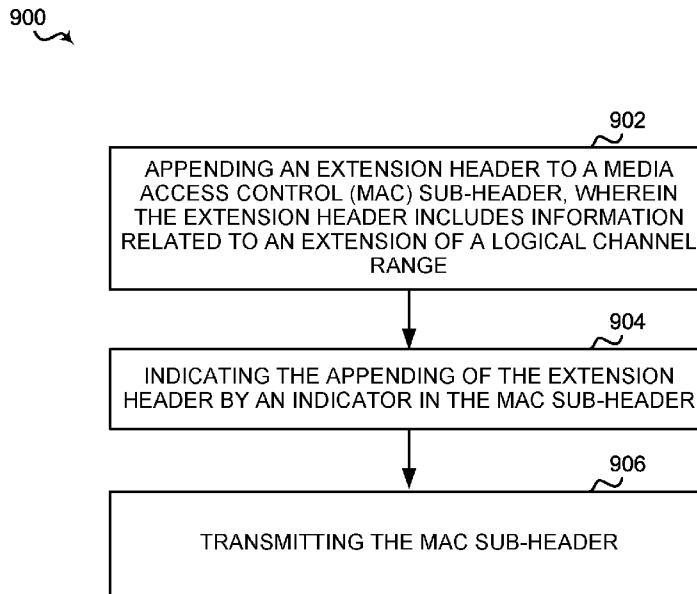 900
902
APPENDING AN EXTENSION HEADER TO A MEDIA
ACCESS CONTROL (MAC) SUB-HEADER, WHEREIN
THE EXTENSION HEADER INCLUDES INFORMATION
RELATED TO AN EXTENSION OF A LOGICAL CHANNEL
RANGE
904
INDICATING THE APPENDING OF THE EXTENSION
HEADER BY AN INDICATOR IN THE MAC SUB-HEADER
906
TRANSMITTING THE MAC SUB-HEADER